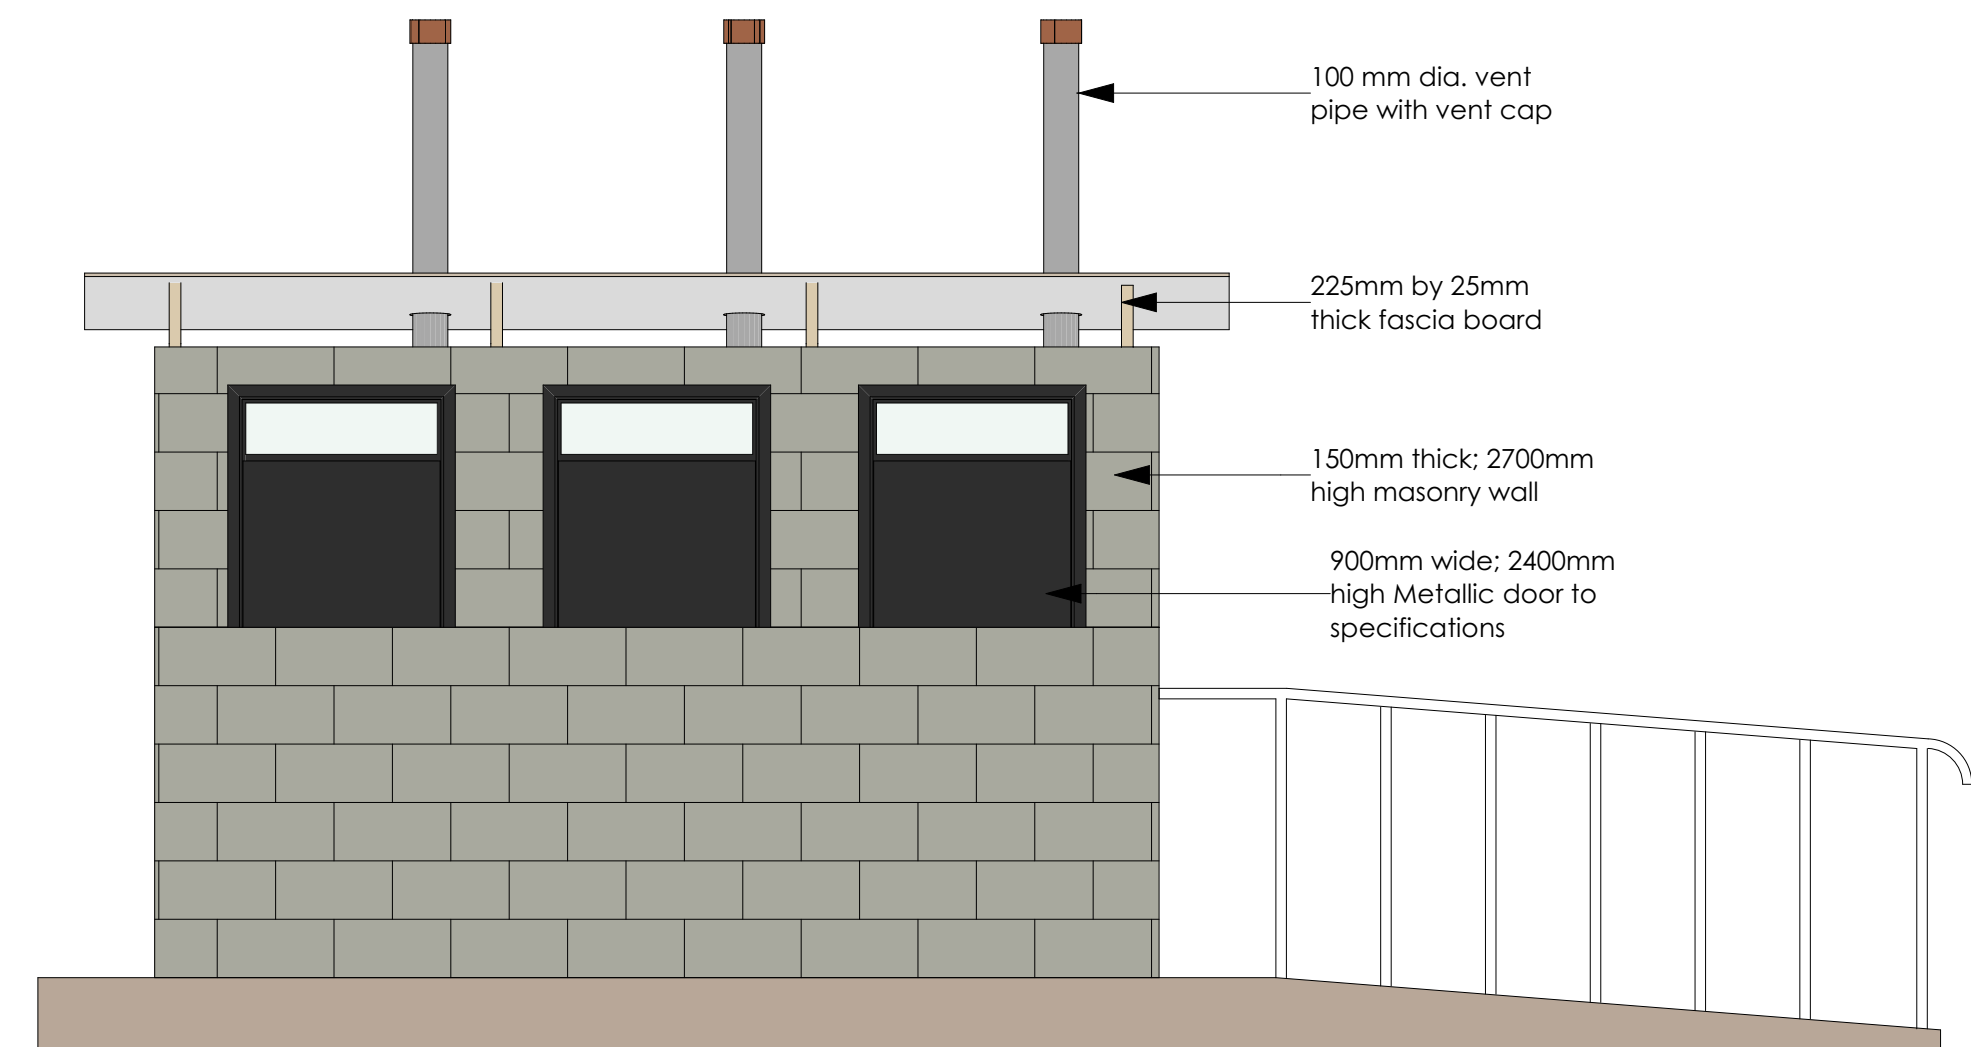 100 mm dia. vent
pipe with vent cap
225mm by 25mm
thick fascia board
150mm thick; 2700mm
high masonry wall
900mm wide; 2400mm
high Metallic door to
specifications